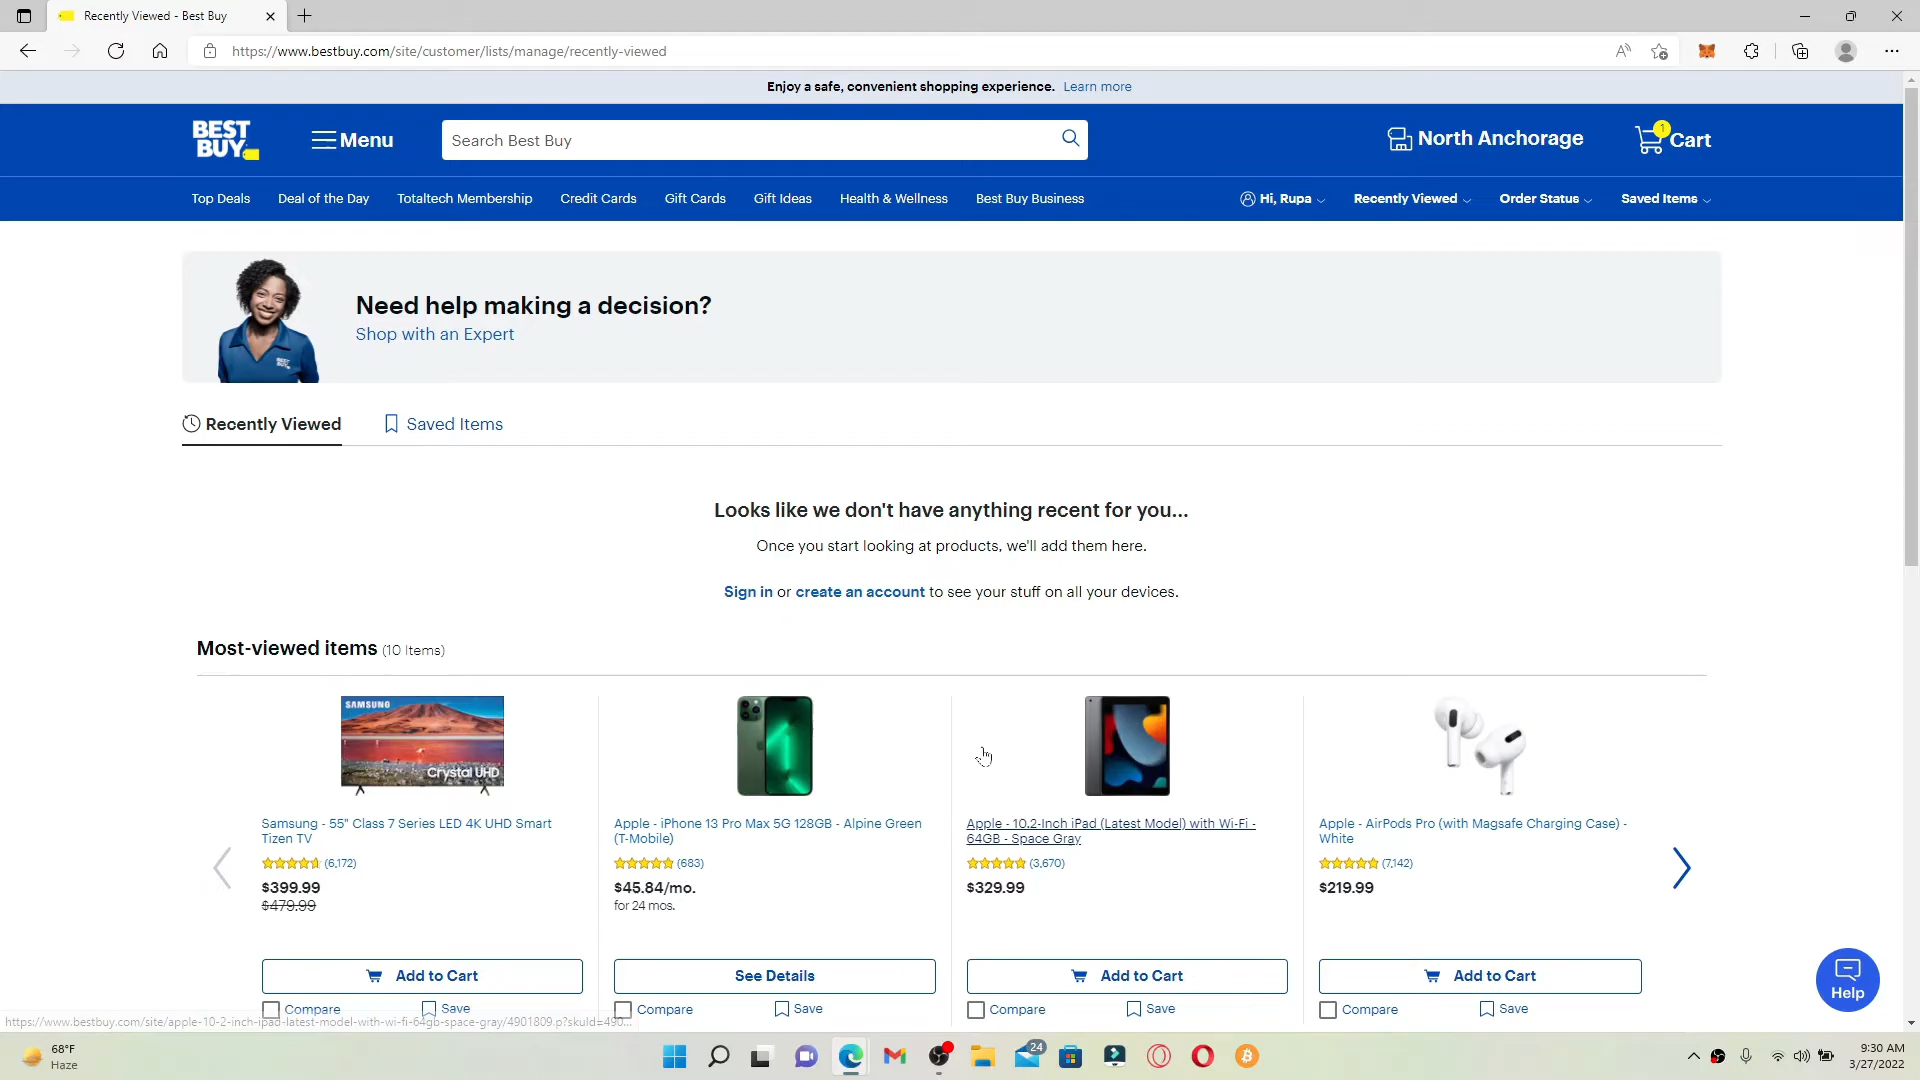 Recently Viewed - Best Buy
https://www.bestbuy.com/site/customer/lists/manage/recently-viewed
Enjoy a safe, convenient shopping experience. Learn more
BEST BUY
Menu
Search Best Buy
North Anchorage
1
Cart
Top Deals
Deal of the Day
Totaltech Membership
Credit Cards
Gift Cards
Gift Ideas
Health & Wellness
Best Buy Business
Hi, Rupa
Recently Viewed
Order Status
Saved Items
Need help making a decision?
Shop with an Expert
Recently Viewed
Saved Items
Looks like we don't have anything recent for you...
Once you start looking at products, we'll add them here.
Sign in or create an account to see your stuff on all your devices.
Most-viewed items (10 Items)
SAMSUNG
Crystal UHD
Samsung - 55" Class 7 Series LED 4K UHD Smart
Tizen TV
(6,172)
$399.99
$479.99
Add to Cart
Compare
Save
Apple - iPhone 13 Pro Max 5G 128GB - Alpine Green
(T-Mobile)
(683)
$45.84/mo.
for 24 mos.
See Details
Compare
Save
Apple - 10.2-Inch iPad (Latest Model) with Wi-Fi -
64GB - Space Gray
(3,670)
$329.99
Add to Cart
Compare
Save
Apple - AirPods Pro (with Magsafe Charging Case) -
White
(7,142)
$219.99
Add to Cart
Compare
Save
Help
https://www.bestbuy.com/site/apple-10-2-inch-ipad-latest-model-with-wi-fi-64gb-space-gray/4901809.p?skuId=490...
68°F
Haze
24
9:30 AM
3/27/2022